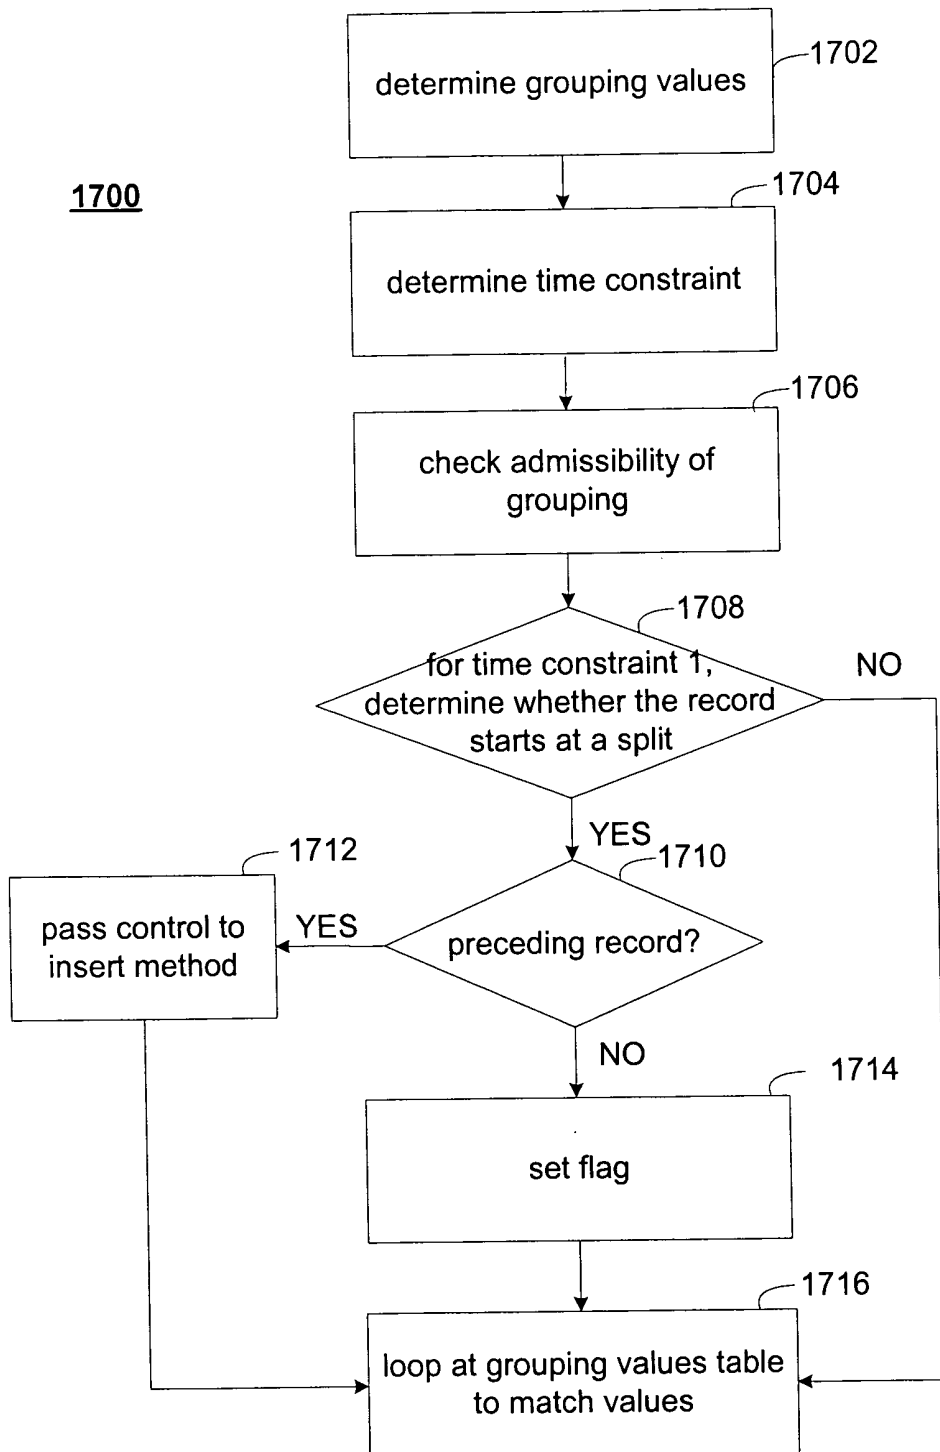 1702
determine grouping values
1700
1704
determine time constraint
1706
check admissibility of
grouping
1708
for time constraint 1,
determine whether the record
starts at a split
NO
YES
1710
1712
preceding record?
YES
pass control to
insert method
NO
1714
set flag
1716
loop at grouping values table
to match values